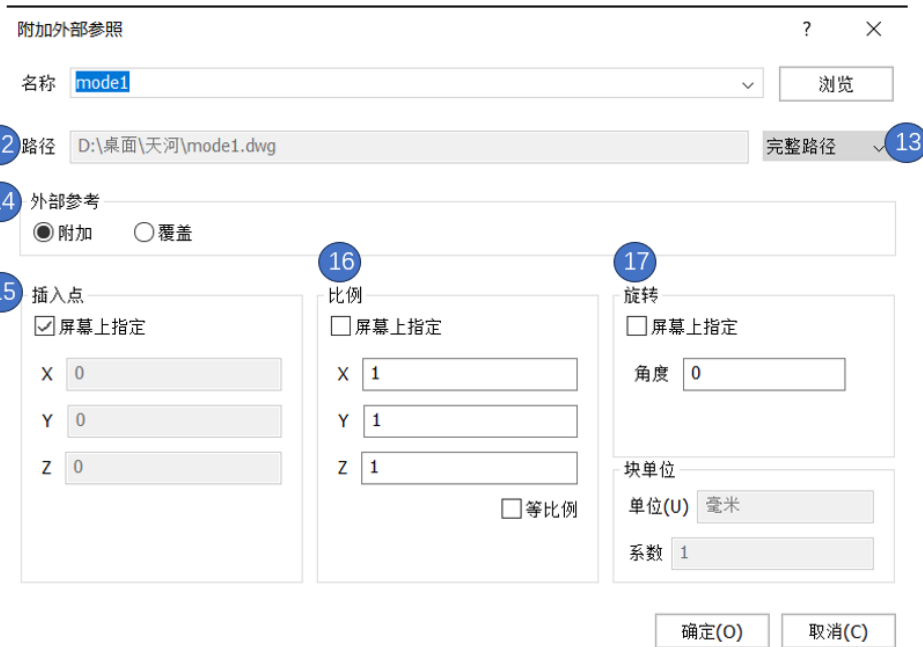 附加外部参照 ?
名称 mode1 浏览
2 路径 D:\桌面\天河\mode1.dwg 完整路径 13
14 外部参考
附加 覆盖
16 17
15 插入点 比例 旋转
屏幕上指定 屏幕上指定 屏幕上指定
X 0 X 1 角度 0
Y 0 Y 1
Z 0 Z 1 块单位
等比例 单位(U) 毫米
系数 1
确定(O) 取消(C)